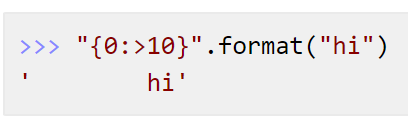 >>> "{0:>10}".format("hi")
'        hi'